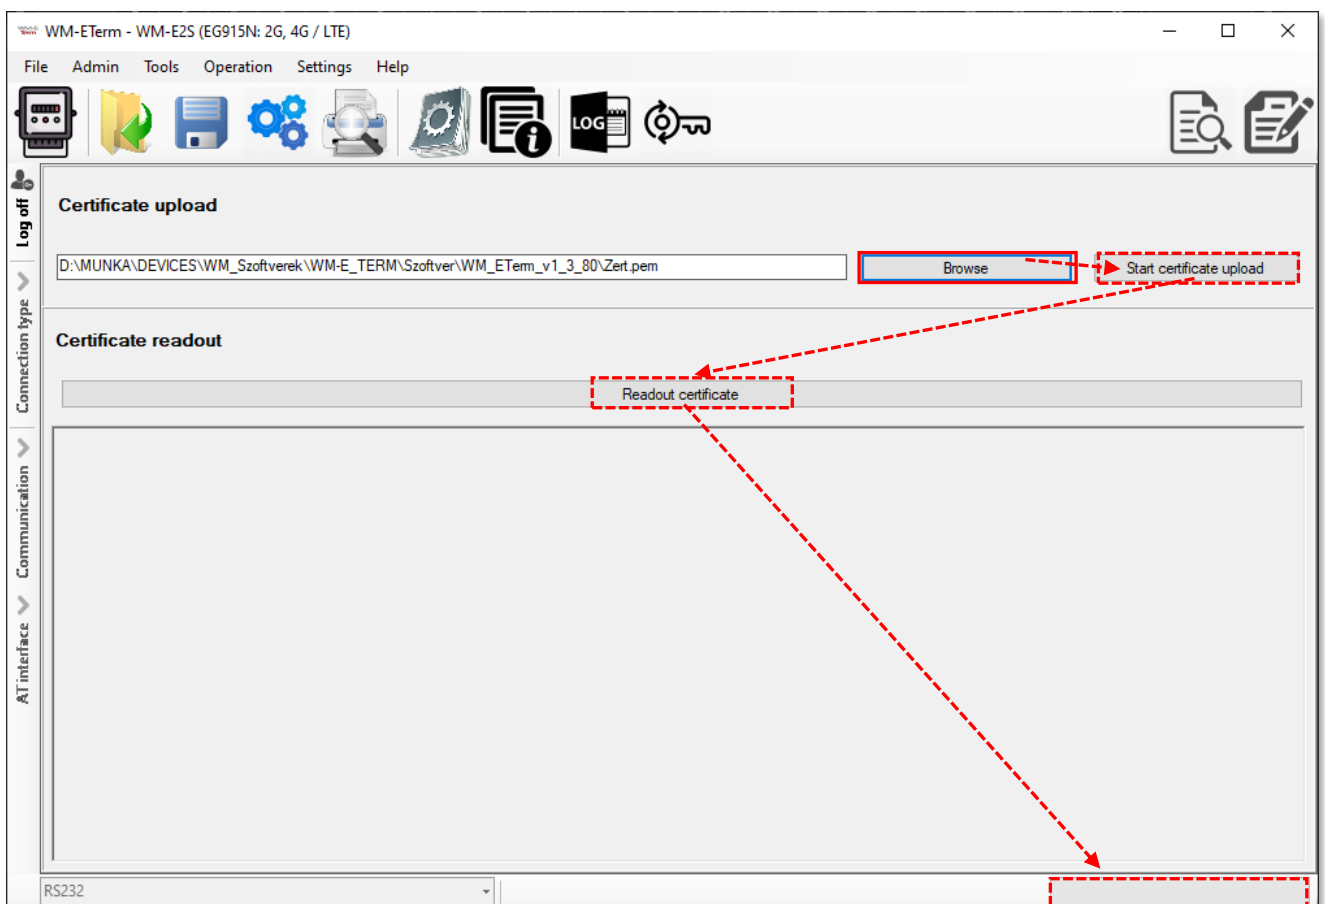 WM-ETerm - WM-E2S (EG915N: 2G, 4G / LTE)
File Admin Tools Operation Settings Help
LOG
Log off
Connection type
Communication
AT interface
Certificate upload
D:\MUNKA\DEVICES\WM_Szoftverek\WM-E_TERM\Szoftver\WM_ETerm_v1_3_80\Zert.pem
Browse
Start certificate upload
Certificate readout
Readout certificate
RS232